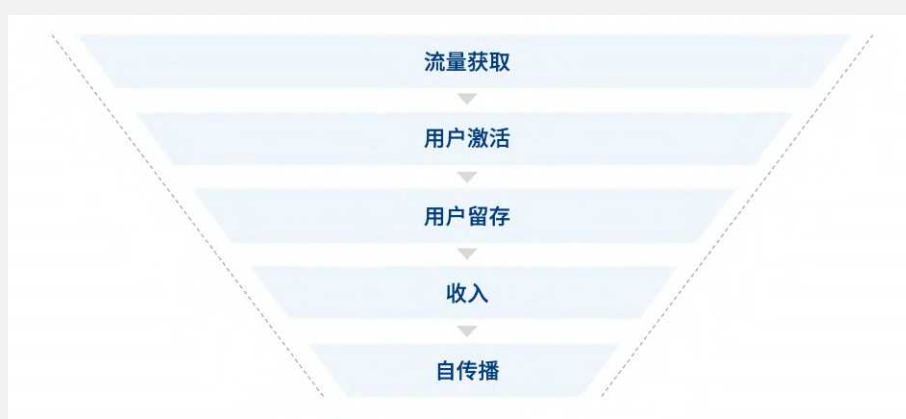 流量获取
用户激活
用户留存
收入
自传播